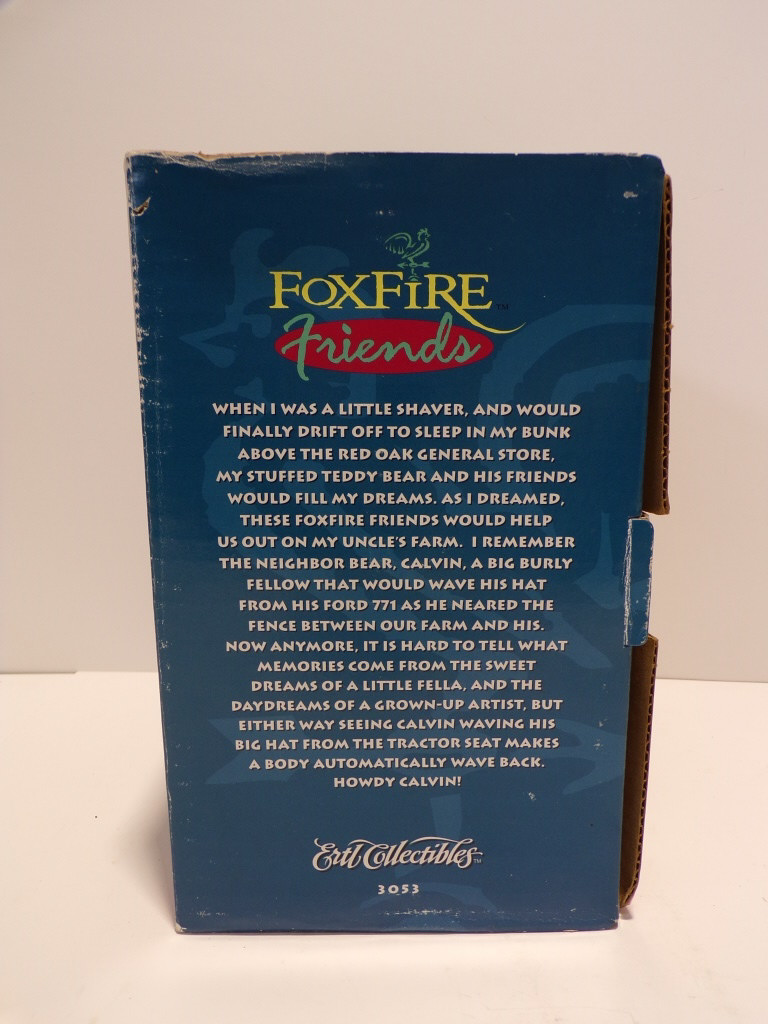 FOXFIRE™
Friends
WHEN I WAS A LITTLE SHAVER, AND WOULD
FINALLY DRIFT OFF TO SLEEP IN MY BUNK
ABOVE THE RED OAK GENERAL STORE,
MY STUFFED TEDDY BEAR AND HIS FRIENDS
WOULD FILL MY DREAMS. AS I DREAMED,
THESE FOXFIRE FRIENDS WOULD HELP
US OUT ON MY UNCLE'S FARM. I REMEMBER
THE NEIGHBOR BEAR, CALVIN, A BIG BURLY
FELLOW THAT WOULD WAVE HIS HAT
FROM HIS FORD 771 AS HE NEARED THE
FENCE BETWEEN OUR FARM AND HIS.
NOW ANYMORE, IT IS HARD TO TELL WHAT
MEMORIES COME FROM THE SWEET
DREAMS OF A LITTLE FELLA, AND THE
DAYDREAMS OF A GROWN-UP ARTIST, BUT
EITHER WAY SEEING CALVIN WAVING HIS
BIG HAT FROM THE TRACTOR SEAT MAKES
A BODY AUTOMATICALLY WAVE BACK.
HOWDY CALVIN!
Ertl Collectibles™
3053